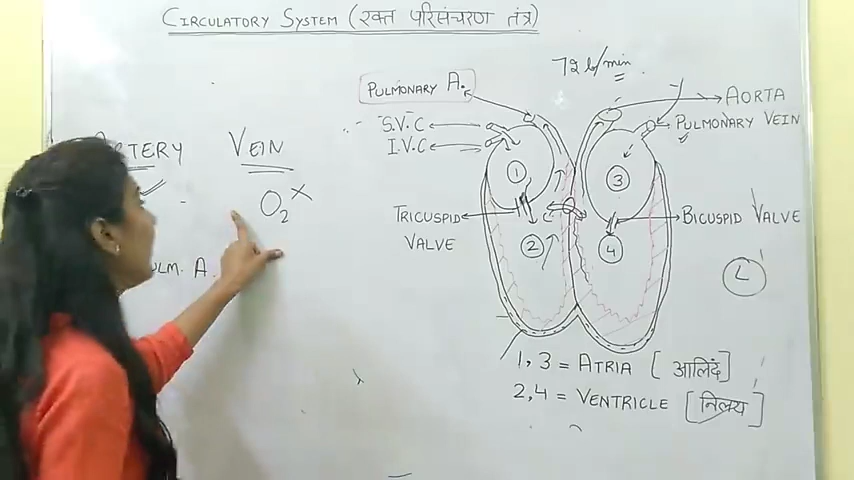 CIRCULATORY SYSTEM (रक्त परिसंचरण तंत्र)
72 b/min
PULMONARY A.
AORTA
S.V.C
PULMONARY VEIN
I.V.C
VEIN
1
3
O₂ X
TRICUSPID
VALVE
BICUSPID VALVE
2
4
A.
L
1, 3 = ATRIA [आलिंद]
2,4 = VENTRICLE [निलय]